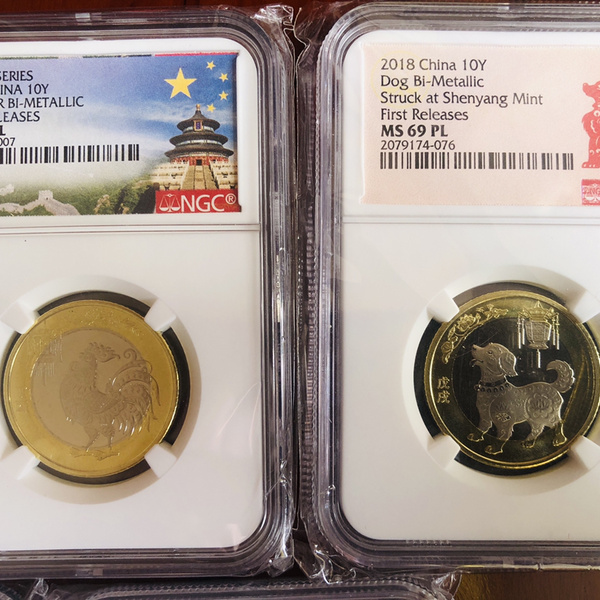 SERIES
INA 10Y
R BI-METALLIC
LEASES
L
007
NGC®
2018 China 10Y
Dog Bi-Metallic
Struck at Shenyang Mint
First Releases
MS 69 PL
2079174-076
戊
戌